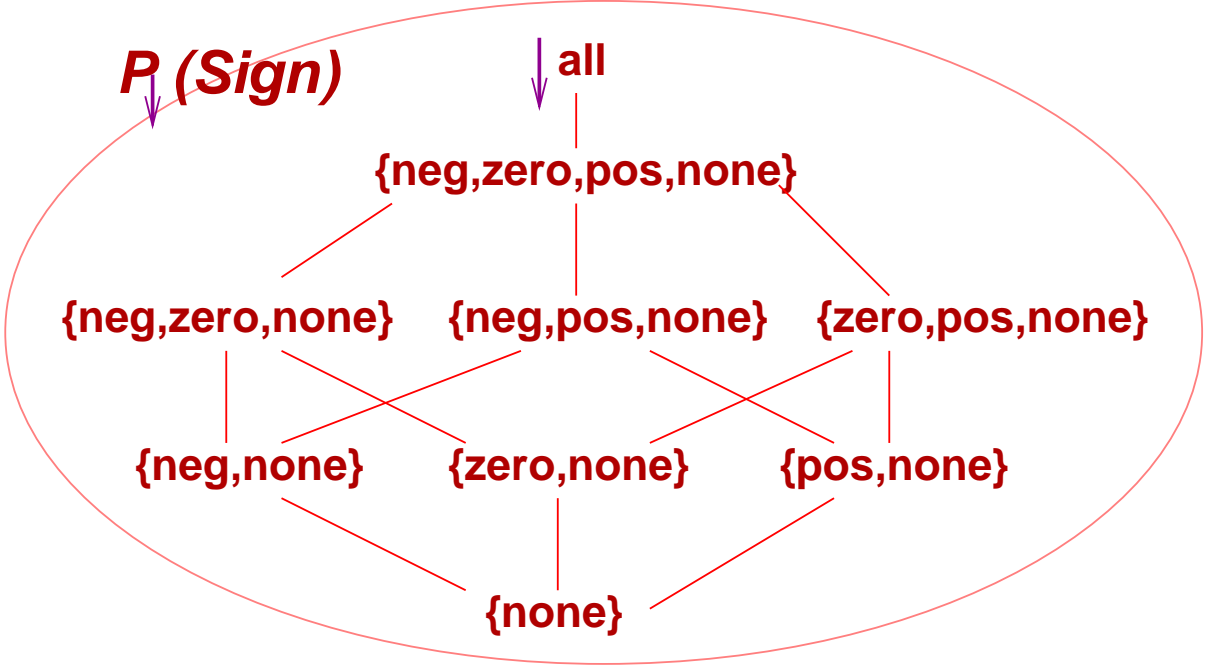 P↓ (Sign)
↓ all
{neg,zero,pos,none}
{neg,zero,none} {neg,pos,none} {zero,pos,none}
{neg,none} {zero,none} {pos,none}
{none}